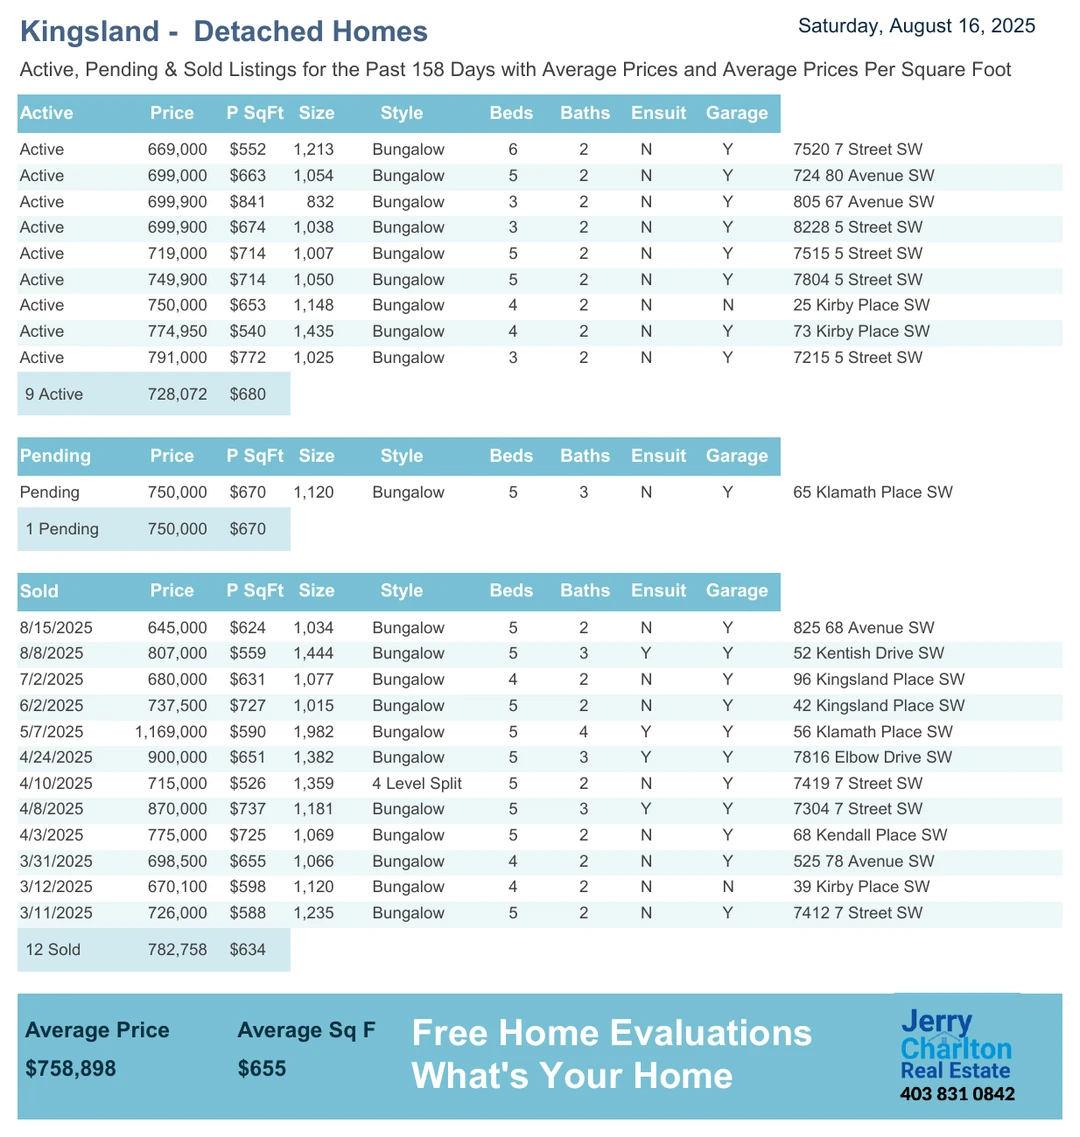 Kingsland -  Detached Homes
Saturday, August 16, 2025
Active, Pending & Sold Listings for the Past 158 Days with Average Prices and Average Prices Per Square Foot
Active Price P SqFt Size Style Beds Baths Ensuit Garage
Active 669,000 $552 1,213 Bungalow 6 2 N Y 7520 7 Street SW
Active 699,000 $663 1,054 Bungalow 5 2 N Y 724 80 Avenue SW
Active 699,900 $841 832 Bungalow 3 2 N Y 805 67 Avenue SW
Active 699,900 $674 1,038 Bungalow 3 2 N Y 8228 5 Street SW
Active 719,000 $714 1,007 Bungalow 5 2 N Y 7515 5 Street SW
Active 749,900 $714 1,050 Bungalow 5 2 N Y 7804 5 Street SW
Active 750,000 $653 1,148 Bungalow 4 2 N N 25 Kirby Place SW
Active 774,950 $540 1,435 Bungalow 4 2 N Y 73 Kirby Place SW
Active 791,000 $772 1,025 Bungalow 3 2 N Y 7215 5 Street SW
9 Active 728,072 $680
Pending Price P SqFt Size Style Beds Baths Ensuit Garage
Pending 750,000 $670 1,120 Bungalow 5 3 N Y 65 Klamath Place SW
1 Pending 750,000 $670
Sold Price P SqFt Size Style Beds Baths Ensuit Garage
8/15/2025 645,000 $624 1,034 Bungalow 5 2 N Y 825 68 Avenue SW
8/8/2025 807,000 $559 1,444 Bungalow 5 3 Y Y 52 Kentish Drive SW
7/2/2025 680,000 $631 1,077 Bungalow 4 2 N Y 96 Kingsland Place SW
6/2/2025 737,500 $727 1,015 Bungalow 5 2 N Y 42 Kingsland Place SW
5/7/2025 1,169,000 $590 1,982 Bungalow 5 4 Y Y 56 Klamath Place SW
4/24/2025 900,000 $651 1,382 Bungalow 5 3 Y Y 7816 Elbow Drive SW
4/10/2025 715,000 $526 1,359 4 Level Split 5 2 N Y 7419 7 Street SW
4/8/2025 870,000 $737 1,181 Bungalow 5 3 Y Y 7304 7 Street SW
4/3/2025 775,000 $725 1,069 Bungalow 5 2 N Y 68 Kendall Place SW
3/31/2025 698,500 $655 1,066 Bungalow 4 2 N Y 525 78 Avenue SW
3/12/2025 670,100 $598 1,120 Bungalow 4 2 N N 39 Kirby Place SW
3/11/2025 726,000 $588 1,235 Bungalow 5 2 N Y 7412 7 Street SW
12 Sold 782,758 $634
Average Price Average Sq F
$758,898 $655
Free Home Evaluations
What's Your Home
Jerry
Charlton
Real Estate
403 831 0842